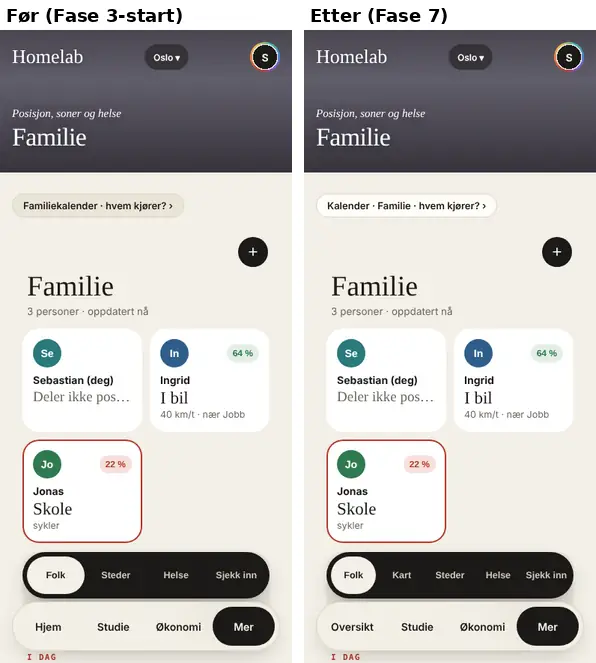 Før (Fase 3-start)
Homelab
Oslo ▾
S
Posisjon, soner og helse
Familie
Familiekalender · hvem kjører? ›
+
Familie
3 personer · oppdatert nå
Se
Sebastian (deg)
Deler ikke pos…
In
64 %
Ingrid
I bil
40 km/t · nær Jobb
Jo
22 %
Jonas
Skole
sykler
Folk Steder Helse Sjekk inn
Hjem Studie Økonomi Mer
I DAG
Etter (Fase 7)
Homelab
Oslo ▾
S
Posisjon, soner og helse
Familie
Kalender · Familie · hvem kjører? ›
+
Familie
3 personer · oppdatert nå
Se
Sebastian (deg)
Deler ikke pos…
In
64 %
Ingrid
I bil
40 km/t · nær Jobb
Jo
22 %
Jonas
Skole
sykler
Folk Kart Steder Helse Sjekk inn
Oversikt Studie Økonomi Mer
I DAG